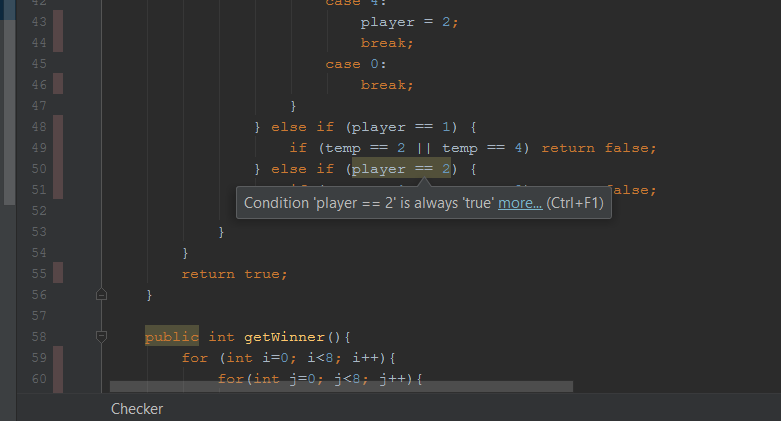 42 case 4:
43 player = 2;
44 break;
45 case 0:
46 break;
47 }
48 } else if (player == 1) {
49 if (temp == 2 || temp == 4) return false;
50 } else if (player == 2) {
51 false;
Condition 'player == 2' is always 'true' more... (Ctrl+F1)
52
53 }
54 }
55 return true;
56 }
57
58 public int getWinner(){
59 for (int i=0; i<8; i++){
60 for(int j=0; j<8; j++){
Checker